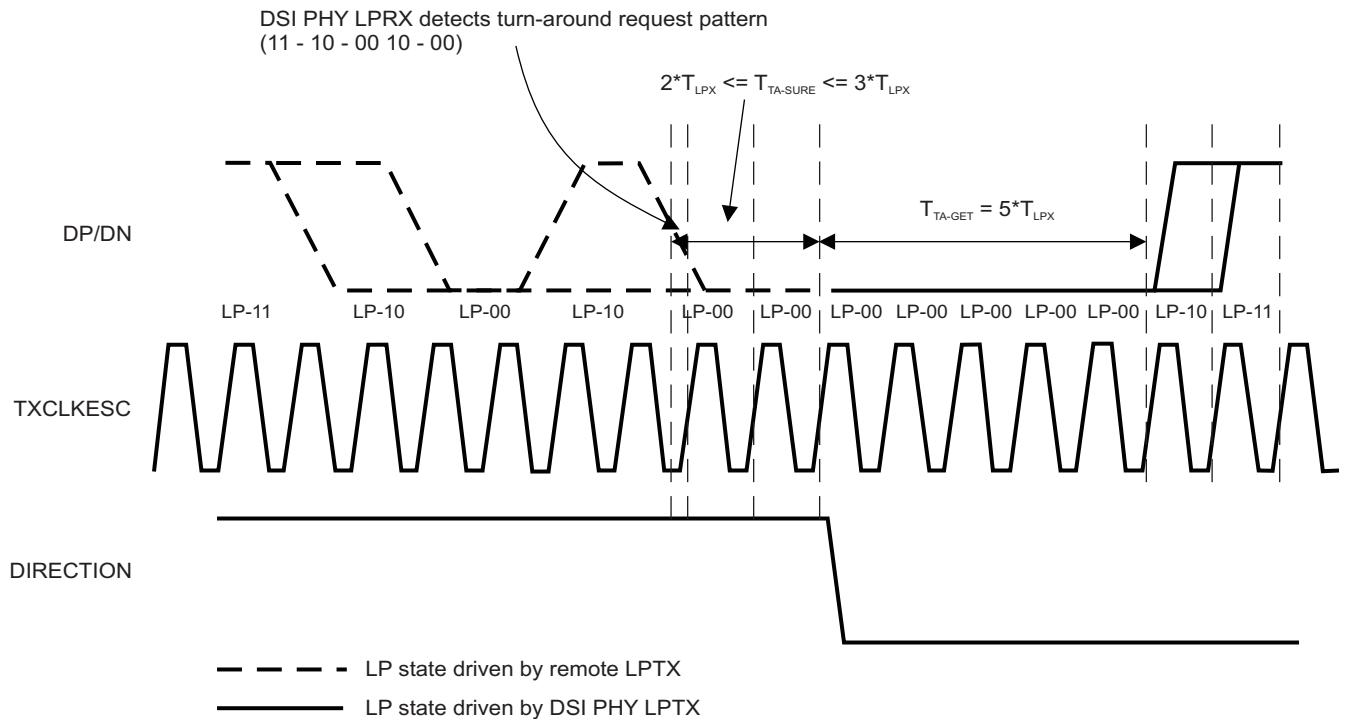 DSI PHY LPRX detects turn-around request pattern
(11 - 10 - 00 10 - 00)
2*T_LPX <= T_TA-SURE <= 3*T_LPX
T_TA-GET = 5*T_LPX
DP/DN
LP-11 LP-10 LP-00 LP-10 LP-00 LP-00 LP-00 LP-00 LP-00 LP-00 LP-00 LP-10 LP-11
TXCLKESC
DIRECTION
LP state driven by remote LPTX
LP state driven by DSI PHY LPTX